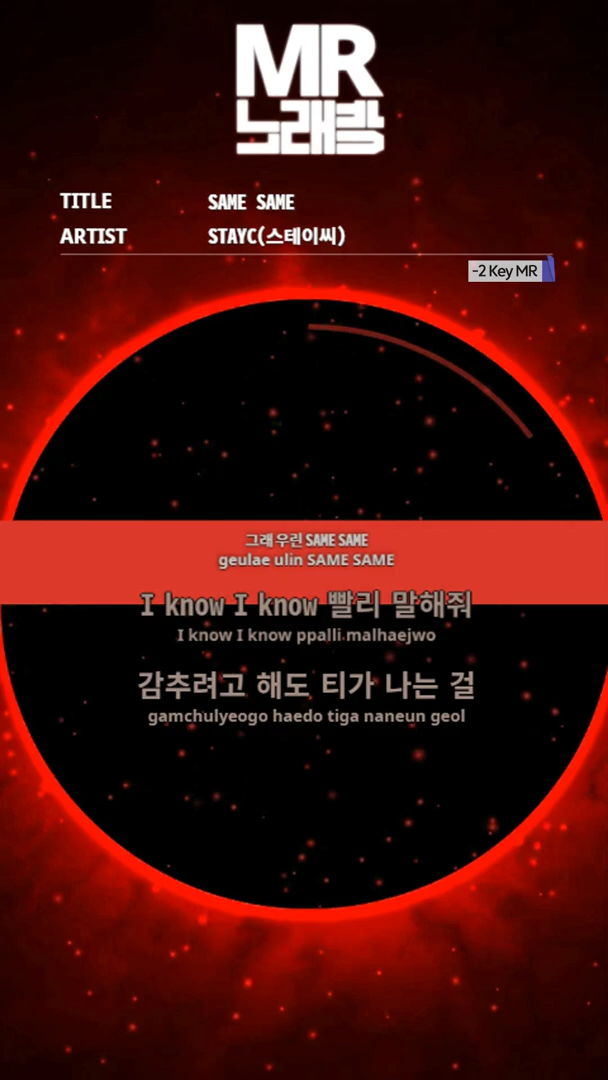 MR
노래방
TITLE SAME SAME
ARTIST STAYC(스테이씨)
-2 Key MR
그래 우린 SAME SAME
geulae ulin SAME SAME
I know I know 빨리 말해줘
I know I know ppalli malhaejwo
감추려고 해도 티가 나는 걸
gamchulyeogo haedo tiga naneun geol